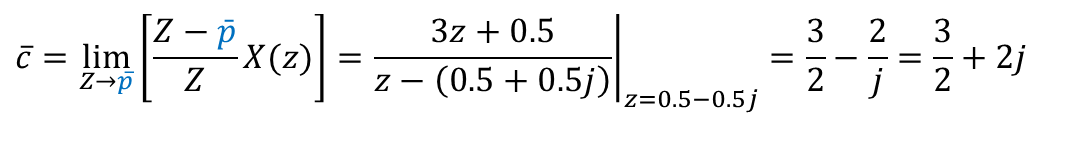 c̄ = lim_{Z→p̄} [ (Z − p̄)/Z X(z) ] = (3z + 0.5)/(z − (0.5 + 0.5j)) |_{z=0.5−0.5j} = 3/2 − 2/j = 3/2 + 2j